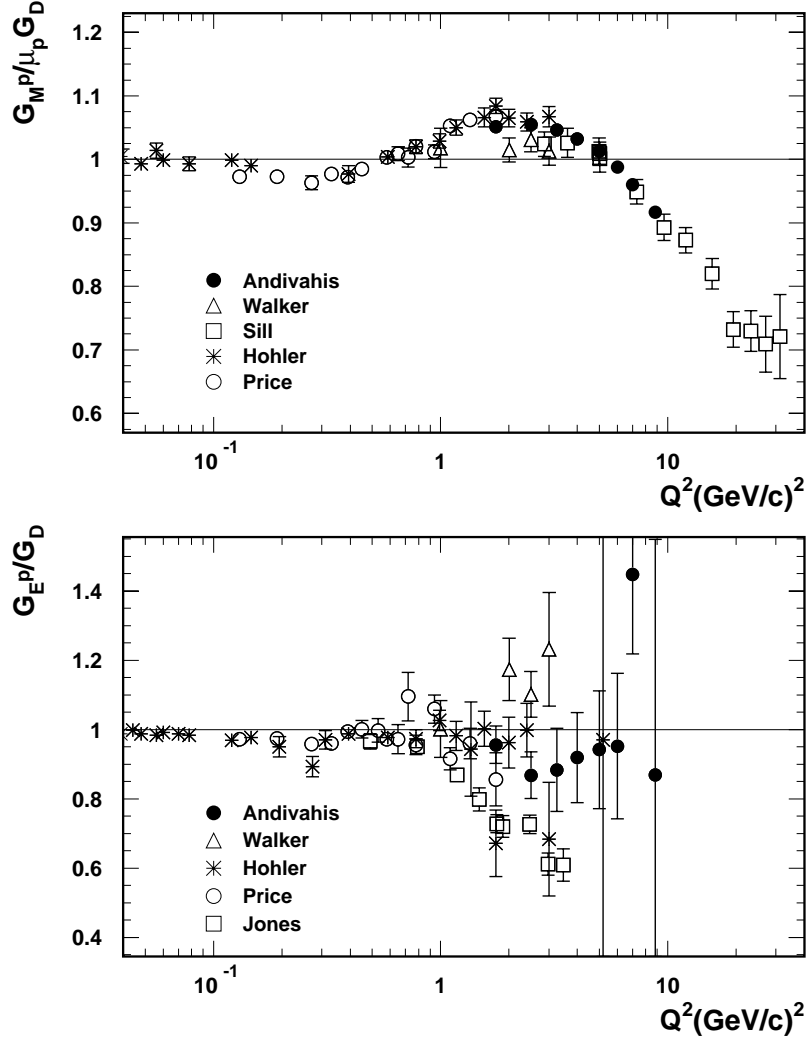 G_M^p/μ_p G_D
1.2
1.1
1
0.9
0.8
0.7
0.6
Andivahis
Walker
Sill
Hohler
Price
10^-1
1
10
Q^2(GeV/c)^2
G_E^p/G_D
1.4
1.2
1
0.8
0.6
0.4
Andivahis
Walker
Hohler
Price
Jones
10^-1
1
10
Q^2(GeV/c)^2